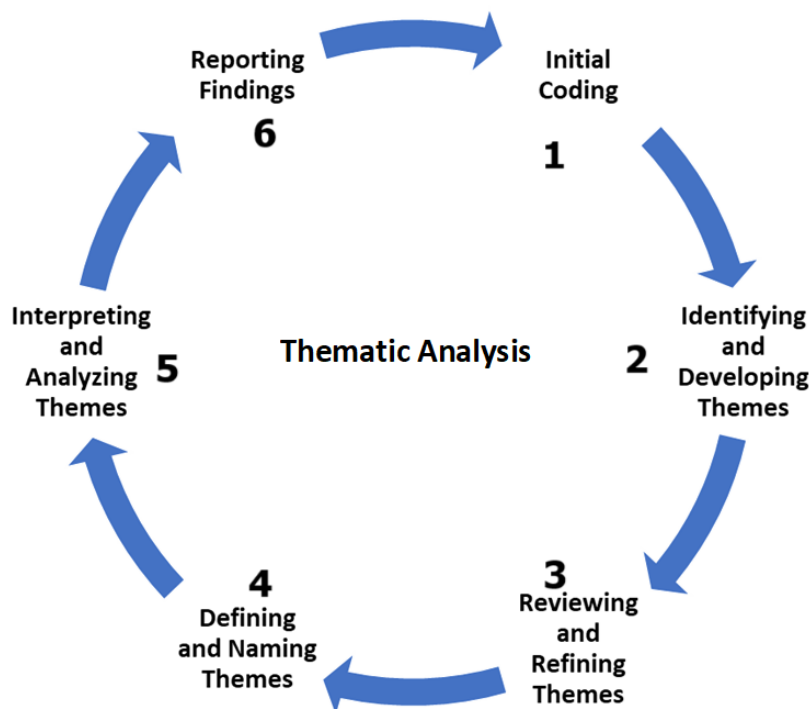 Reporting
Findings
6
Initial
Coding
1
Identifying
and
Developing
Themes
2
Thematic Analysis
Interpreting
and
Analyzing
Themes
5
3
Reviewing
and
Refining
Themes
4
Defining
and Naming
Themes